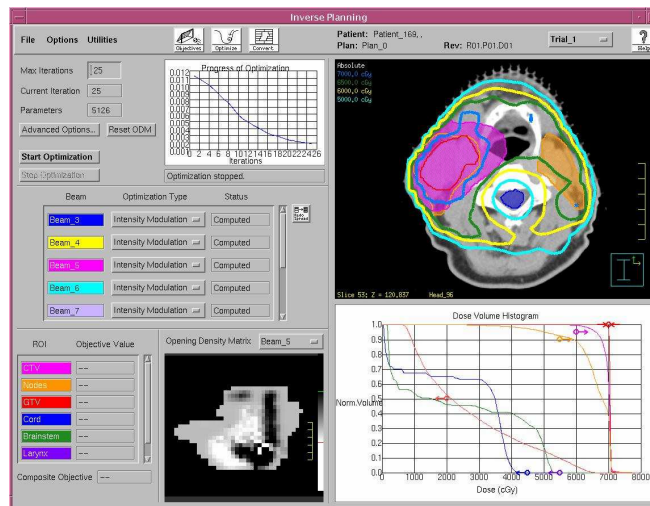 Inverse Planning
File Options Utilities
Objectives Optimize Convert
Patient: Patient_169, ,
Plan: Plan_0 Rev: R01.P01.D01
Trial_1
Help
Max Iterations 25
Current Iteration 25
Parameters 5126
Advanced Options... Reset ODM
Start Optimization
Stop Optimization
Progress of Optimization
0.012
0.011
0.010
0.009
0.008
0.007
0.006
0.005
0.004
0.003
0.002
0.001
0 2 4 6 8 10 12 14 16 18 20 22 24 26
Iterations
Optimization stopped.
Absolute
7000.0 cGy
6500.0 cGy
6000.0 cGy
5000.0 cGy
Slice 53: Z = 120.837 Head_96
Beam Optimization Type Status
Beam_3 Intensity Modulation Computed
Beam_4 Intensity Modulation Computed
Beam_5 Intensity Modulation Computed
Beam_6 Intensity Modulation Computed
Beam_7 Intensity Modulation Computed
ROI Objective Value
CTV --
Nodes --
GTV --
Cord --
Brainstem --
Larynx --
Composite Objective --
Opening Density Matrix Beam_5
Dose Volume Histogram
1.0
0.9
0.8
0.7
0.6
0.5
Norm.Volume
0.4
0.3
0.2
0.1
0.0
0 1000 2000 3000 4000 5000 6000 7000 8000
Dose (cGy)